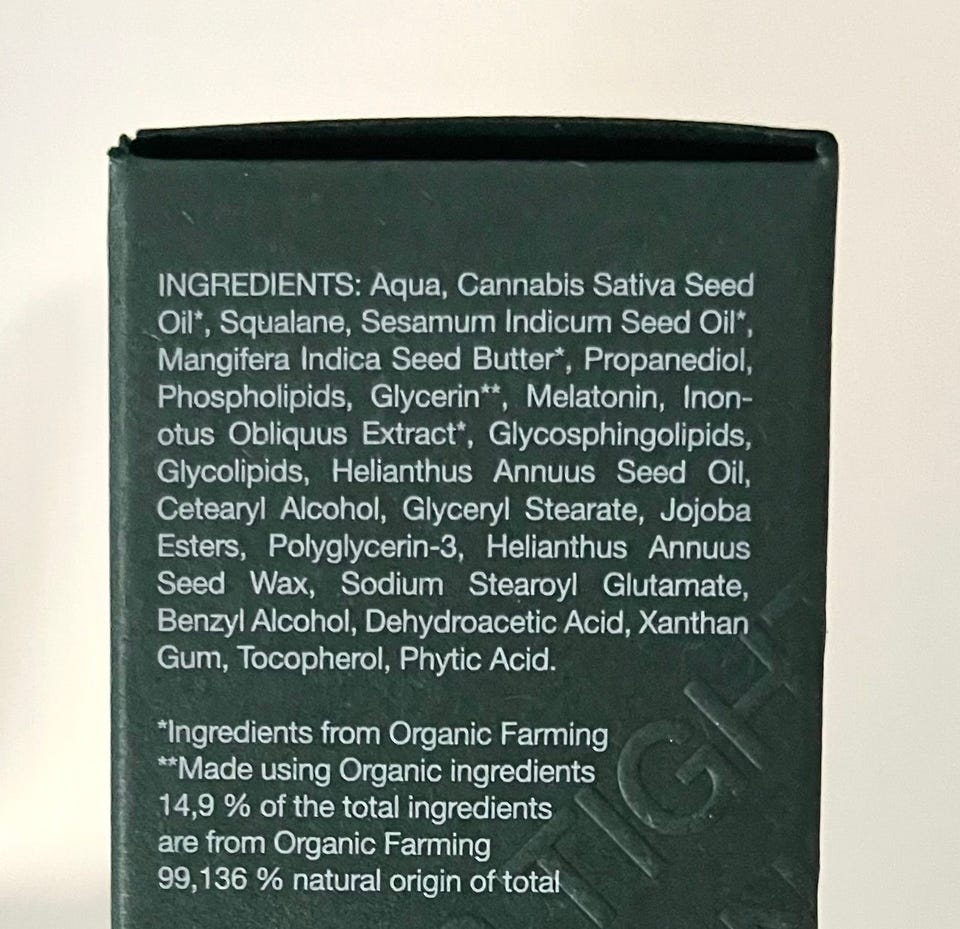 INGREDIENTS: Aqua, Cannabis Sativa Seed
Oil*, Squalane, Sesamum Indicum Seed Oil*,
Mangifera Indica Seed Butter*, Propanediol,
Phospholipids, Glycerin**, Melatonin, Inon-
otus Obliquus Extract*, Glycosphingolipids,
Glycolipids, Helianthus Annuus Seed Oil,
Cetearyl Alcohol, Glyceryl Stearate, Jojoba
Esters, Polyglycerin-3, Helianthus Annuus
Seed Wax, Sodium Stearoyl Glutamate,
Benzyl Alcohol, Dehydroacetic Acid, Xanthan
Gum, Tocopherol, Phytic Acid.
*Ingredients from Organic Farming
**Made using Organic ingredients
14,9 % of the total ingredients
are from Organic Farming
99,136 % natural origin of total